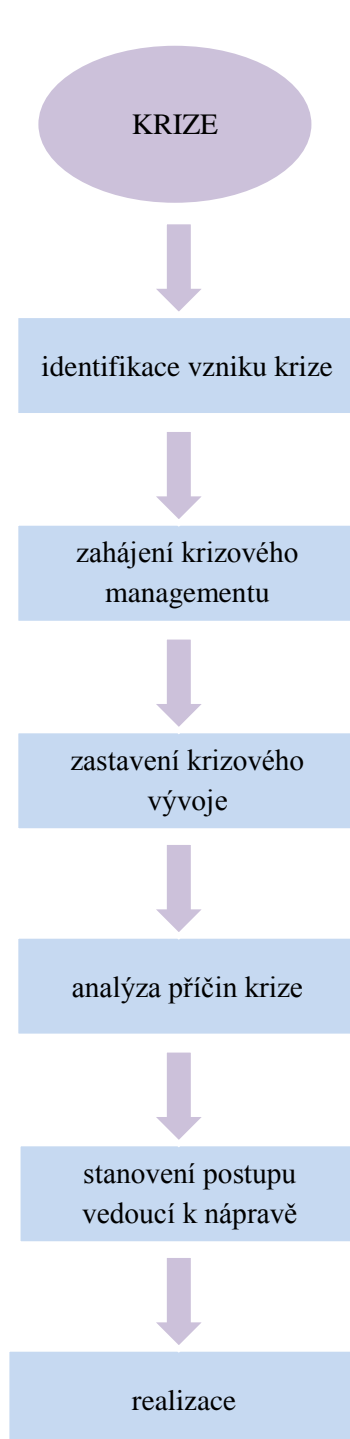 KRIZE
identifikace vzniku krize
zahájení krizového
managementu
zastavení krizového
vývoje
analýza příčin krize
stanovení postupu
vedoucí k nápravě
realizace